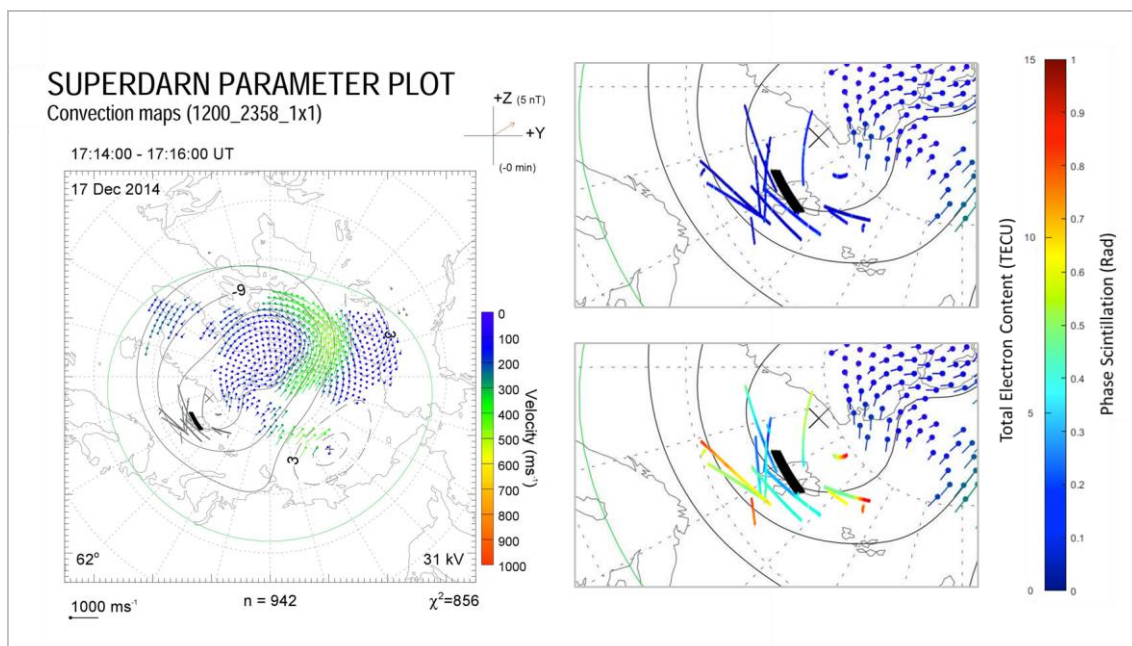 SUPERDARN PARAMETER PLOT
Convection maps (1200_2358_1x1)
+Z (5 nT)
+Y
(-0 min)
17:14:00 - 17:16:00 UT
17 Dec 2014
-9
3
3
62°
31 kV
1000 ms⁻¹
n = 942
χ²=856
0
100
200
300
400
500
600
700
800
900
1000
Velocity (ms⁻¹)
15
10
5
0
Total Electron Content (TECU)
1
0.9
0.8
0.7
0.6
0.5
0.4
0.3
0.2
0.1
0
Phase Scintillation (Rad)